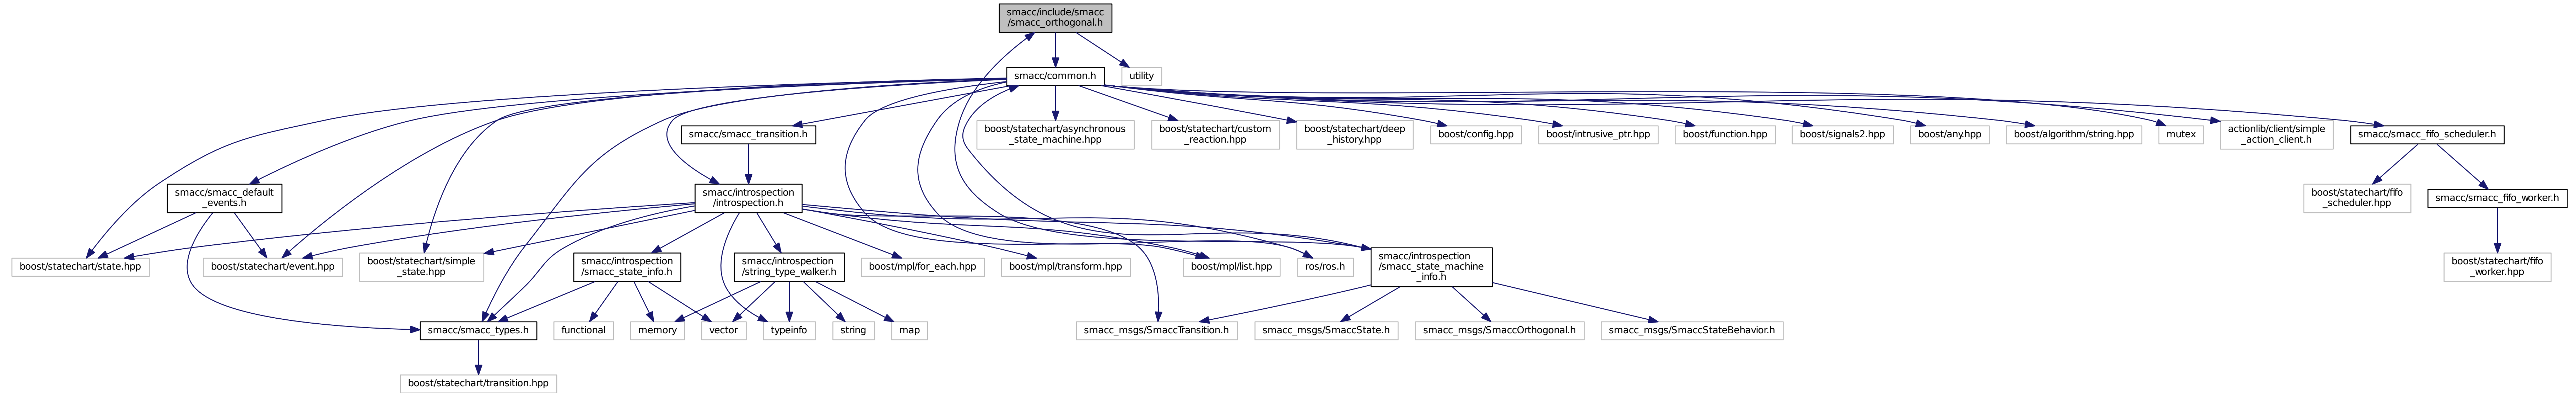 smacc/include/smacc
/smacc_orthogonal.h
smacc/common.h
utility
smacc/smacc_transition.h
boost/statechart/asynchronous
_state_machine.hpp
boost/statechart/custom
_reaction.hpp
boost/statechart/deep
_history.hpp
boost/config.hpp
boost/intrusive_ptr.hpp
boost/function.hpp
boost/signals2.hpp
boost/any.hpp
boost/algorithm/string.hpp
mutex
actionlib/client/simple
_action_client.h
smacc/smacc_fifo_scheduler.h
smacc/smacc_default
_events.h
smacc/introspection
/introspection.h
boost/statechart/fifo
_scheduler.hpp
smacc/smacc_fifo_worker.h
boost/statechart/state.hpp
boost/statechart/event.hpp
boost/statechart/simple
_state.hpp
smacc/introspection
/smacc_state_info.h
smacc/introspection
/string_type_walker.h
boost/mpl/for_each.hpp
boost/mpl/transform.hpp
boost/mpl/list.hpp
ros/ros.h
smacc/introspection
/smacc_state_machine
_info.h
boost/statechart/fifo
_worker.hpp
smacc/smacc_types.h
functional
memory
vector
typeinfo
string
map
smacc_msgs/SmaccTransition.h
smacc_msgs/SmaccState.h
smacc_msgs/SmaccOrthogonal.h
smacc_msgs/SmaccStateBehavior.h
boost/statechart/transition.hpp